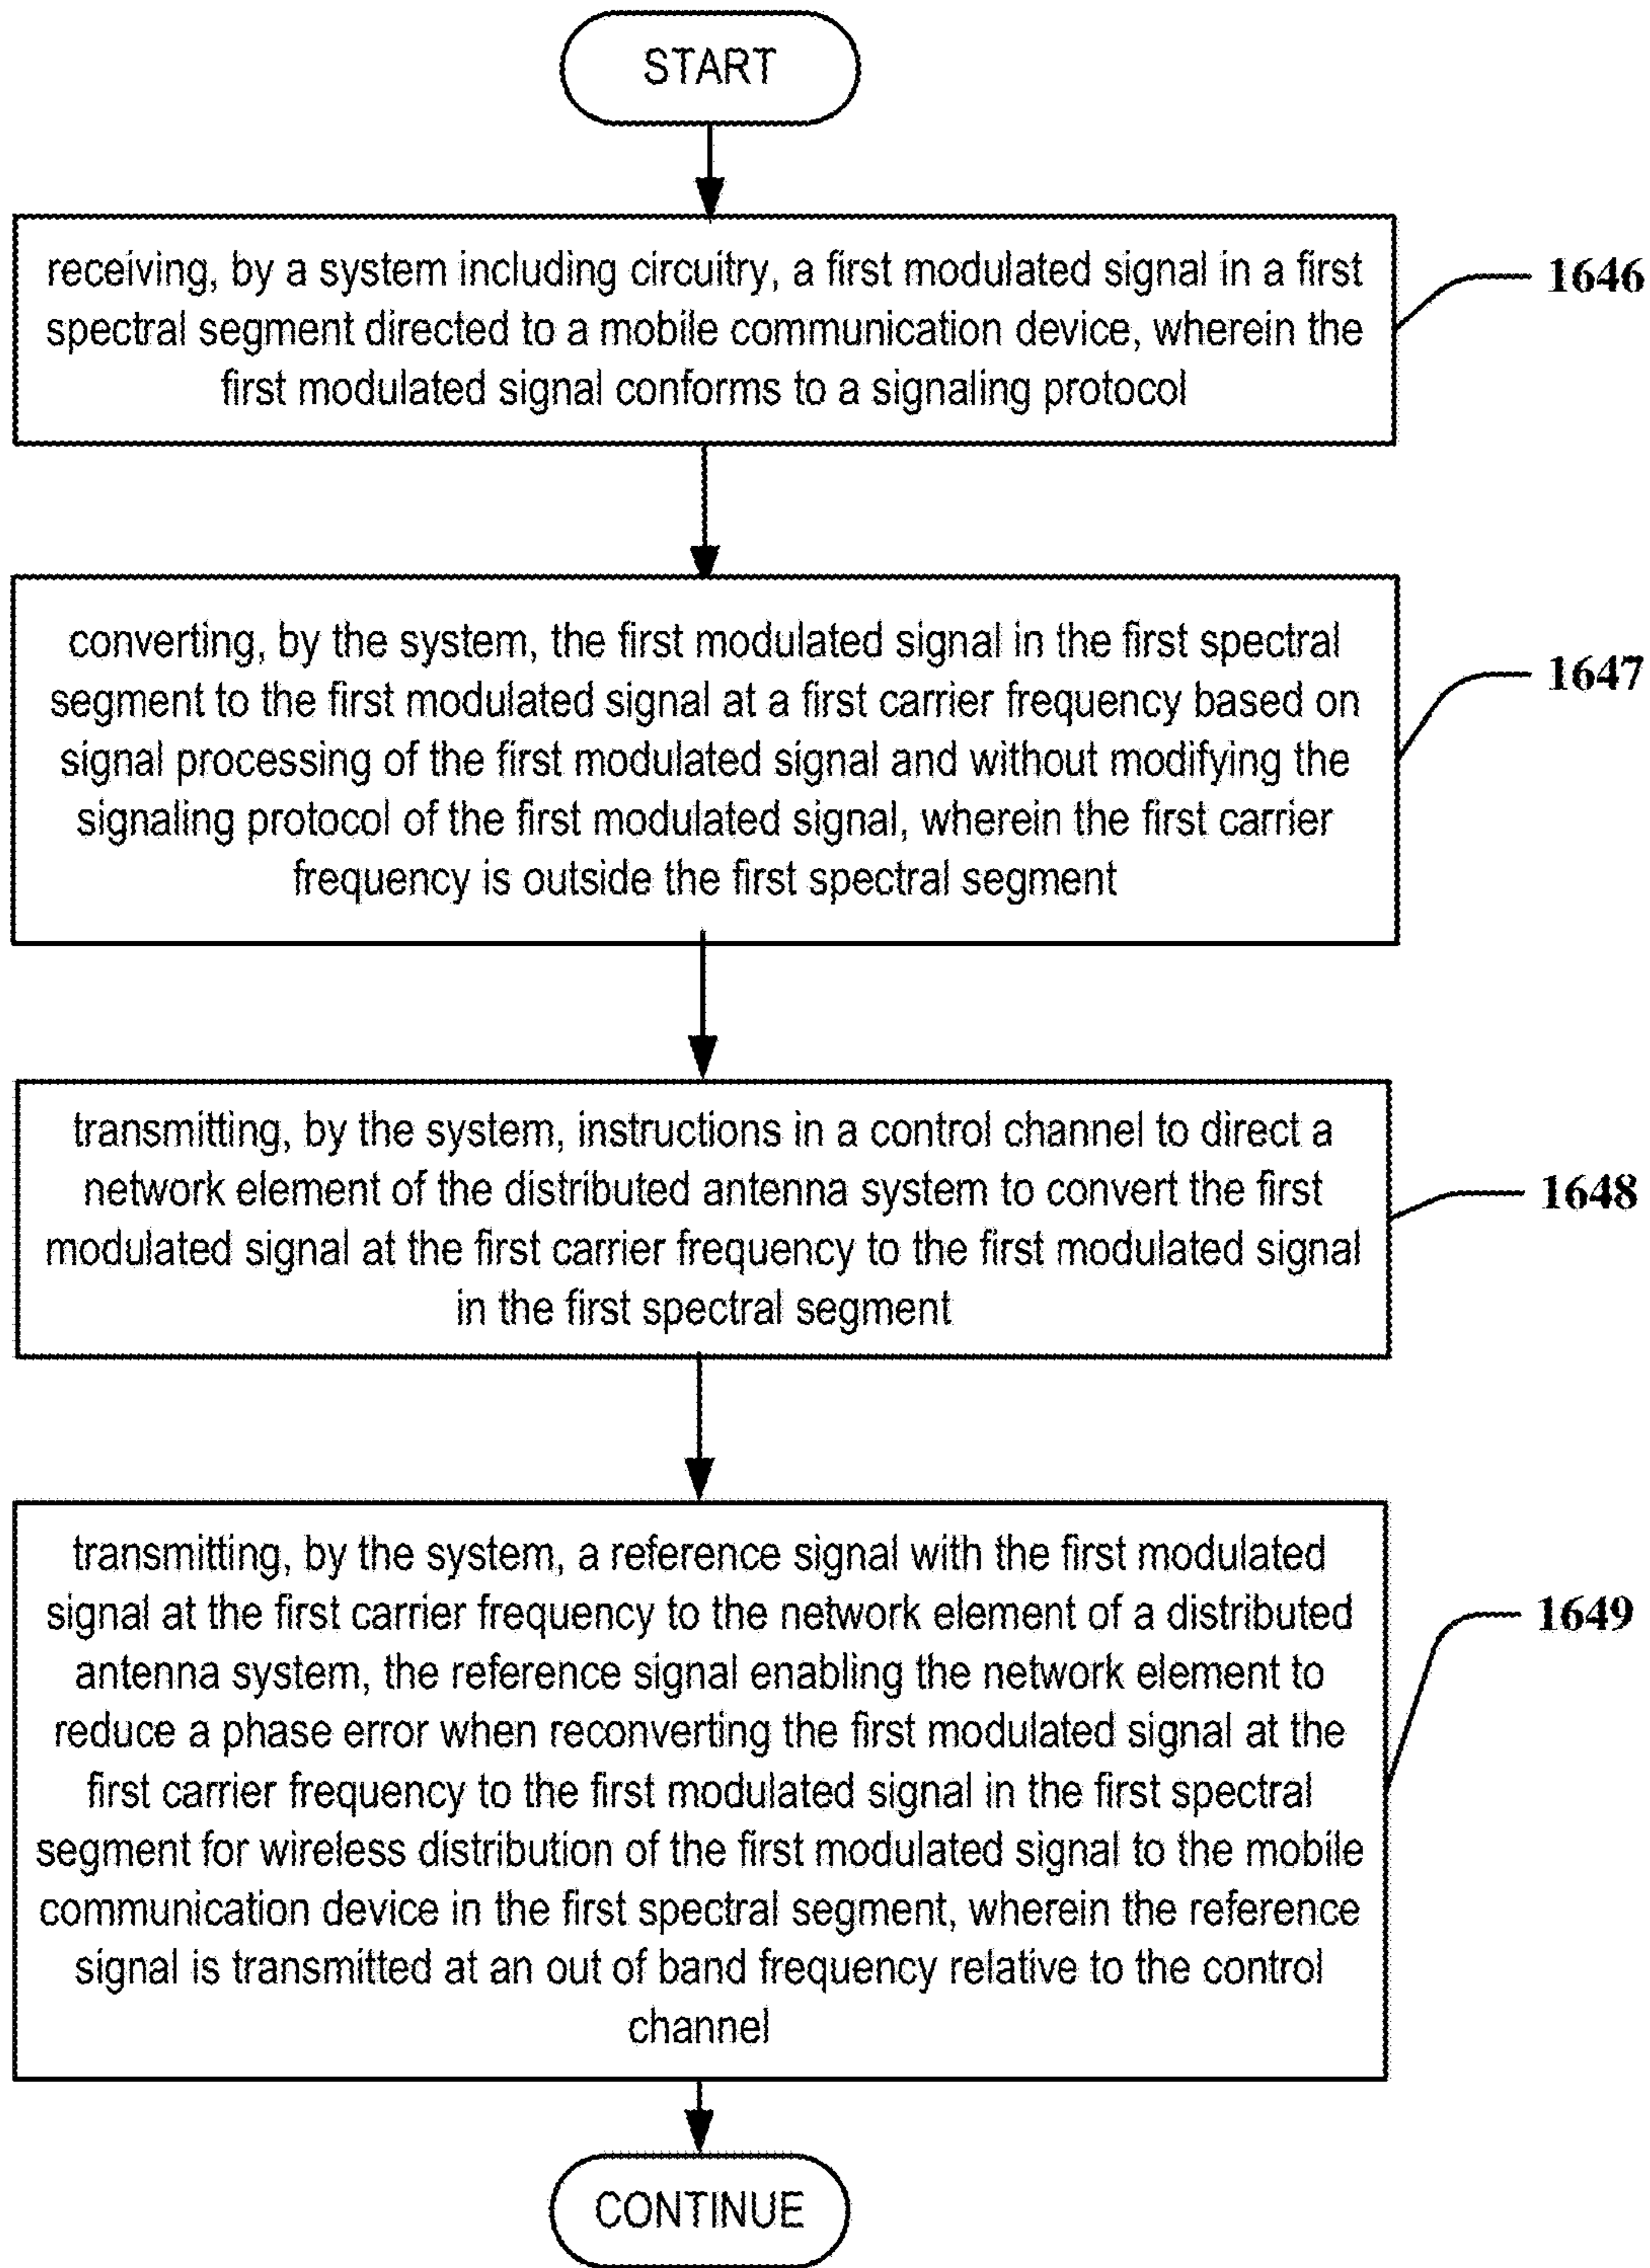 START
receiving, by a system including circuitry, a first modulated signal in a first
spectral segment directed to a mobile communication device, wherein the
first modulated signal conforms to a signaling protocol
1646
converting, by the system, the first modulated signal in the first spectral
segment to the first modulated signal at a first carrier frequency based on
signal processing of the first modulated signal and without modifying the
signaling protocol of the first modulated signal, wherein the first carrier
frequency is outside the first spectral segment
1647
transmitting, by the system, instructions in a control channel to direct a
network element of the distributed antenna system to convert the first
modulated signal at the first carrier frequency to the first modulated signal
in the first spectral segment
1648
transmitting, by the system, a reference signal with the first modulated
signal at the first carrier frequency to the network element of a distributed
antenna system, the reference signal enabling the network element to
reduce a phase error when reconverting the first modulated signal at the
first carrier frequency to the first modulated signal in the first spectral
segment for wireless distribution of the first modulated signal to the mobile
communication device in the first spectral segment, wherein the reference
signal is transmitted at an out of band frequency relative to the control
channel
1649
CONTINUE